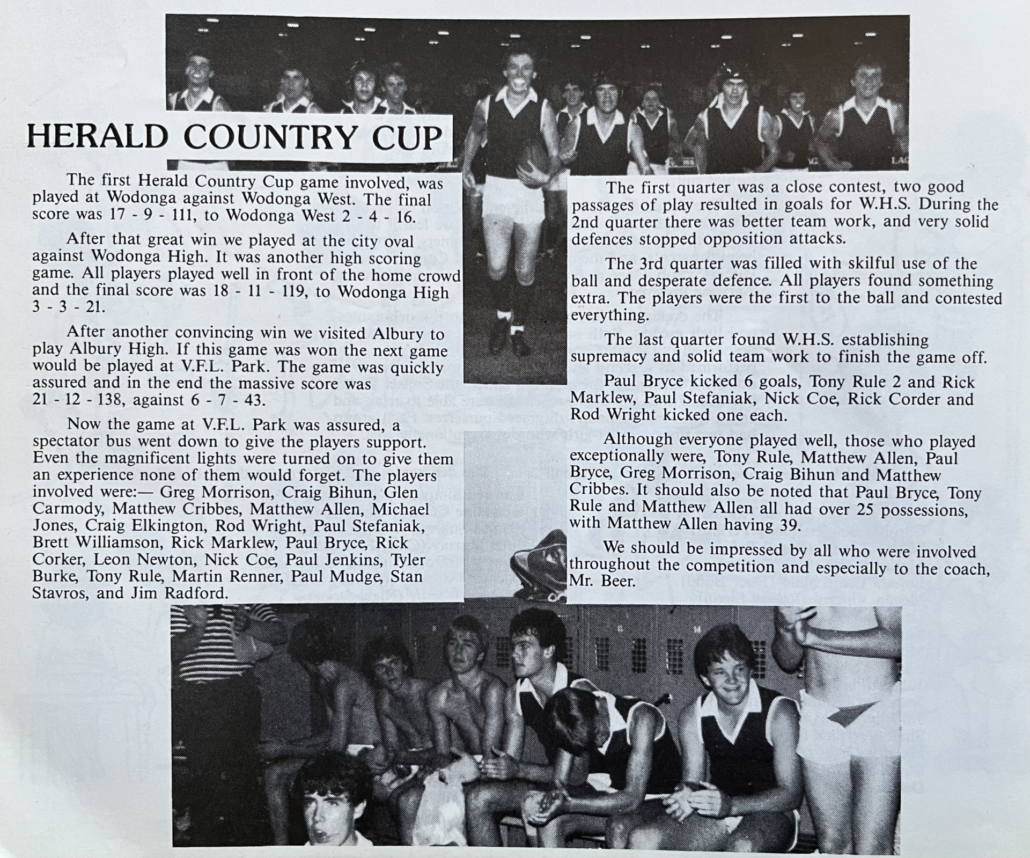 HERALD COUNTRY CUP
The first Herald Country Cup game involved, was
played at Wodonga against Wodonga West. The final
score was 17 - 9 - 111, to Wodonga West 2 - 4 - 16.
After that great win we played at the city oval
against Wodonga High. It was another high scoring
game. All players played well in front of the home crowd
and the final score was 18 - 11 - 119, to Wodonga High
3 - 3 - 21.
After another convincing win we visited Albury to
play Albury High. If this game was won the next game
would be played at V.F.L. Park. The game was quickly
assured and in the end the massive score was
21 - 12 - 138, against 6 - 7 - 43.
Now the game at V.F.L. Park was assured, a
spectator bus went down to give the players support.
Even the magnificent lights were turned on to give them
an experience none of them would forget. The players
involved were:— Greg Morrison, Craig Bihun, Glen
Carmody, Matthew Cribbes, Matthew Allen, Michael
Jones, Craig Elkington, Rod Wright, Paul Stefaniak,
Brett Williamson, Rick Marklew, Paul Bryce, Rick
Corker, Leon Newton, Nick Coe, Paul Jenkins, Tyler
Burke, Tony Rule, Martin Renner, Paul Mudge, Stan
Stavros, and Jim Radford.
The first quarter was a close contest, two good
passages of play resulted in goals for W.H.S. During the
2nd quarter there was better team work, and very solid
defences stopped opposition attacks.
The 3rd quarter was filled with skilful use of the
ball and desperate defence. All players found something
extra. The players were the first to the ball and contested
everything.
The last quarter found W.H.S. establishing
supremacy and solid team work to finish the game off.
Paul Bryce kicked 6 goals, Tony Rule 2 and Rick
Marklew, Paul Stefaniak, Nick Coe, Rick Corder and
Rod Wright kicked one each.
Although everyone played well, those who played
exceptionally were, Tony Rule, Matthew Allen, Paul
Bryce, Greg Morrison, Craig Bihun and Matthew
Cribbes. It should also be noted that Paul Bryce, Tony
Rule and Matthew Allen all had over 25 possessions,
with Matthew Allen having 39.
We should be impressed by all who were involved
throughout the competition and especially to the coach,
Mr. Beer.